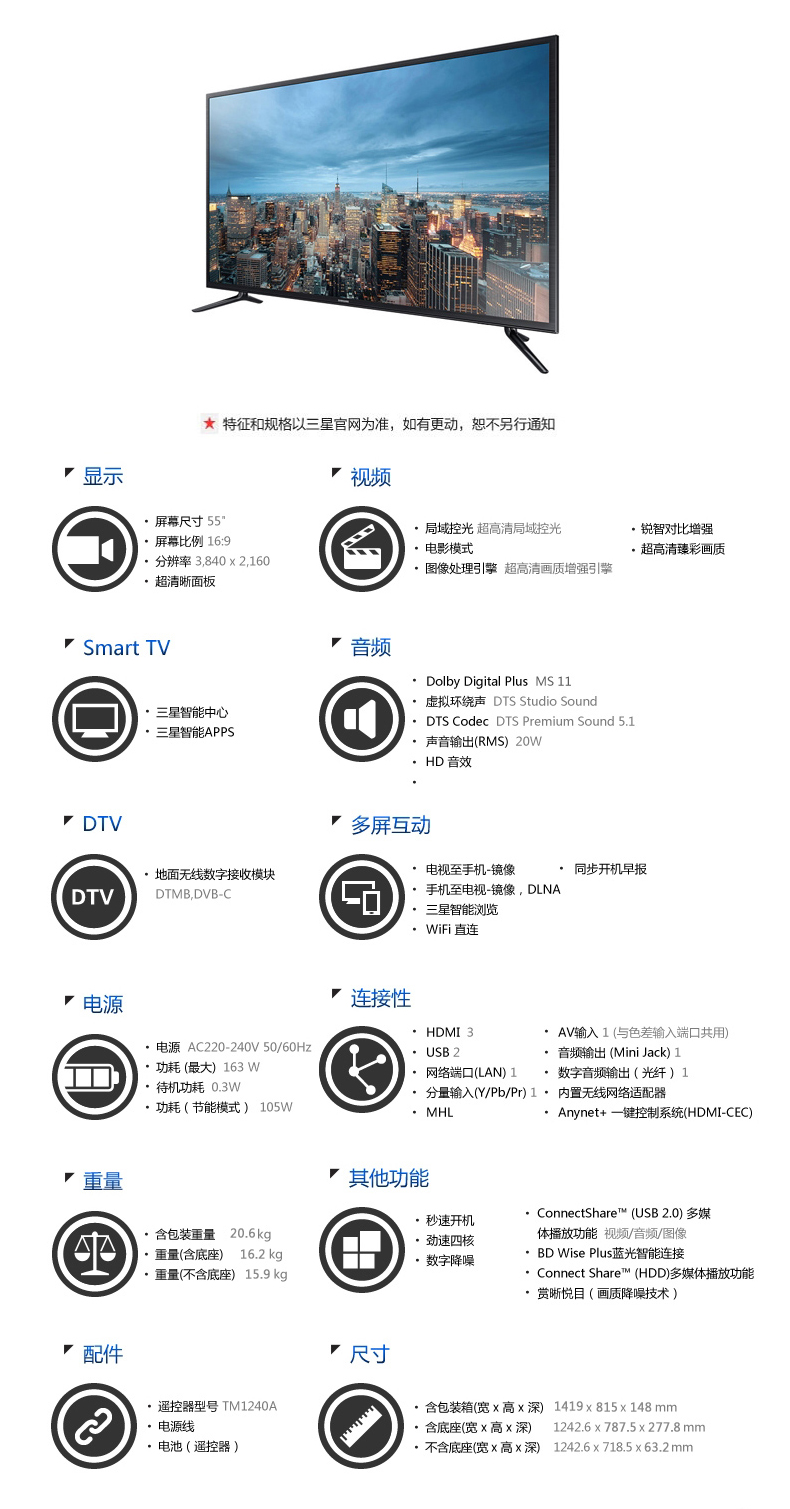 ★ 特征和规格以三星官网为准，如有更动，恕不另行通知
显示
• 屏幕尺寸 55"
• 屏幕比例 16:9
• 分辨率 3,840 x 2,160
• 超清晰面板
视频
• 局域控光 超高清局域控光
• 电影模式
• 图像处理引擎 超高清画质增强引擎
• 锐智对比增强
• 超高清臻彩画质
Smart TV
• 三星智能中心
• 三星智能APPS
音频
• Dolby Digital Plus MS 11
• 虚拟环绕声 DTS Studio Sound
• DTS Codec DTS Premium Sound 5.1
• 声音输出(RMS) 20W
• HD 音效
•
DTV
DTV
• 地面无线数字接收模块
DTMB,DVB-C
多屏互动
• 电视至手机-镜像
• 手机至电视-镜像，DLNA
• 三星智能浏览
• WiFi 直连
• 同步开机早报
电源
• 电源 AC220-240V 50/60Hz
• 功耗 (最大) 163 W
• 待机功耗 0.3W
• 功耗（节能模式） 105W
连接性
• HDMI 3
• USB 2
• 网络端口(LAN) 1
• 分量输入(Y/Pb/Pr) 1
• MHL
• AV输入 1 (与色差输入端口共用)
• 音频输出 (Mini Jack) 1
• 数字音频输出（光纤）1
• 内置无线网络适配器
• Anynet+ 一键控制系统(HDMI-CEC)
重量
• 含包装重量 20.6kg
• 重量(含底座) 16.2 kg
• 重量(不含底座) 15.9 kg
其他功能
• 秒速开机
• 劲速四核
• 数字降噪
• ConnectShare™ (USB 2.0) 多媒
体播放功能 视频/音频/图像
• BD Wise Plus蓝光智能连接
• Connect Share™ (HDD)多媒体播放功能
• 赏晰悦目（画质降噪技术）
配件
• 遥控器型号 TM1240A
• 电源线
• 电池（遥控器）
尺寸
• 含包装箱(宽 x 高 x 深) 1419 x 815 x 148 mm
• 含底座(宽 x 高 x 深) 1242.6 x 787.5 x 277.8 mm
• 不含底座(宽 x 高 x 深) 1242.6 x 718.5 x 63.2 mm